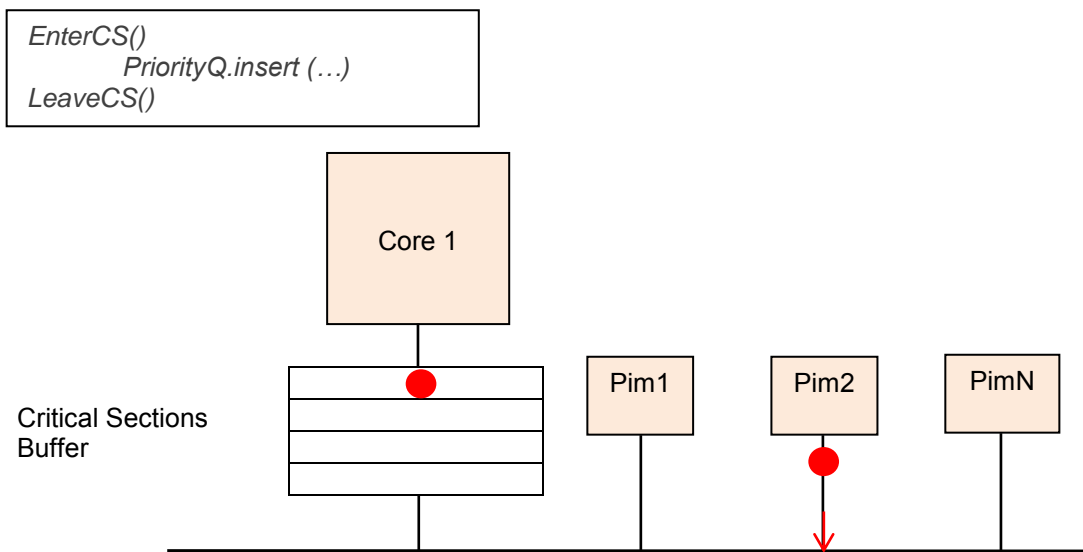 EnterCS()
PriorityQ.insert (…)
LeaveCS()
Core 1
Pim1
Pim2
PimN
Critical Sections
Buffer